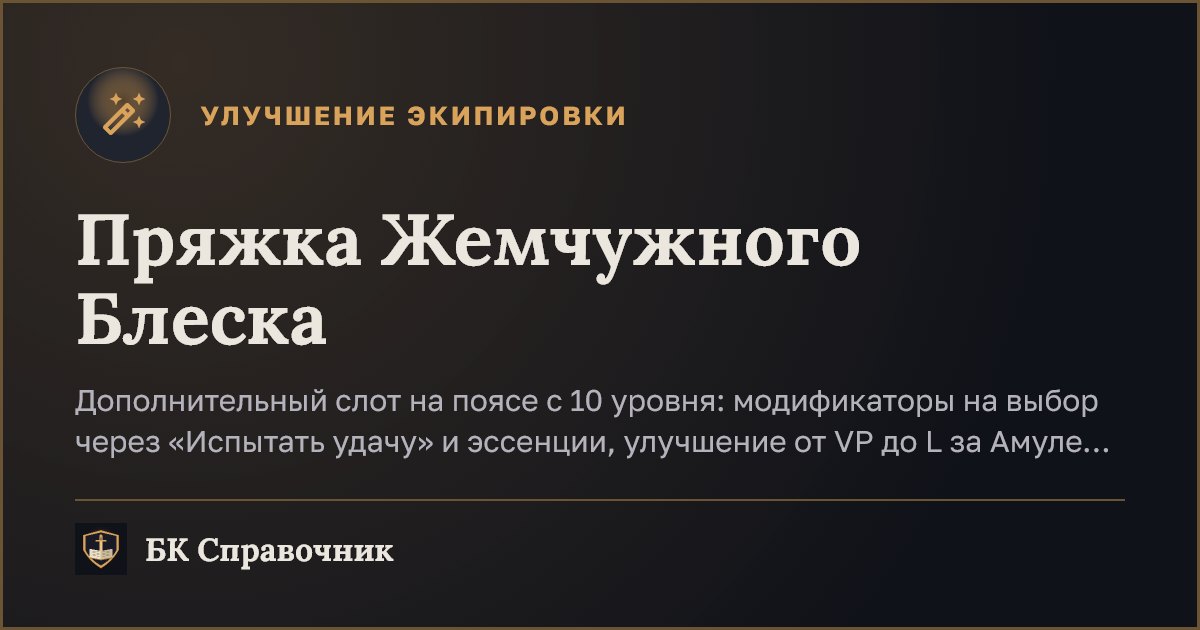 УЛУЧШЕНИЕ ЭКИПИРОВКИ
Пряжка Жемчужного
Блеска
Дополнительный слот на поясе с 10 уровня: модификаторы на выбор
через «Испытать удачу» и эссенции, улучшение от VP до L за Амуле…
БК Справочник